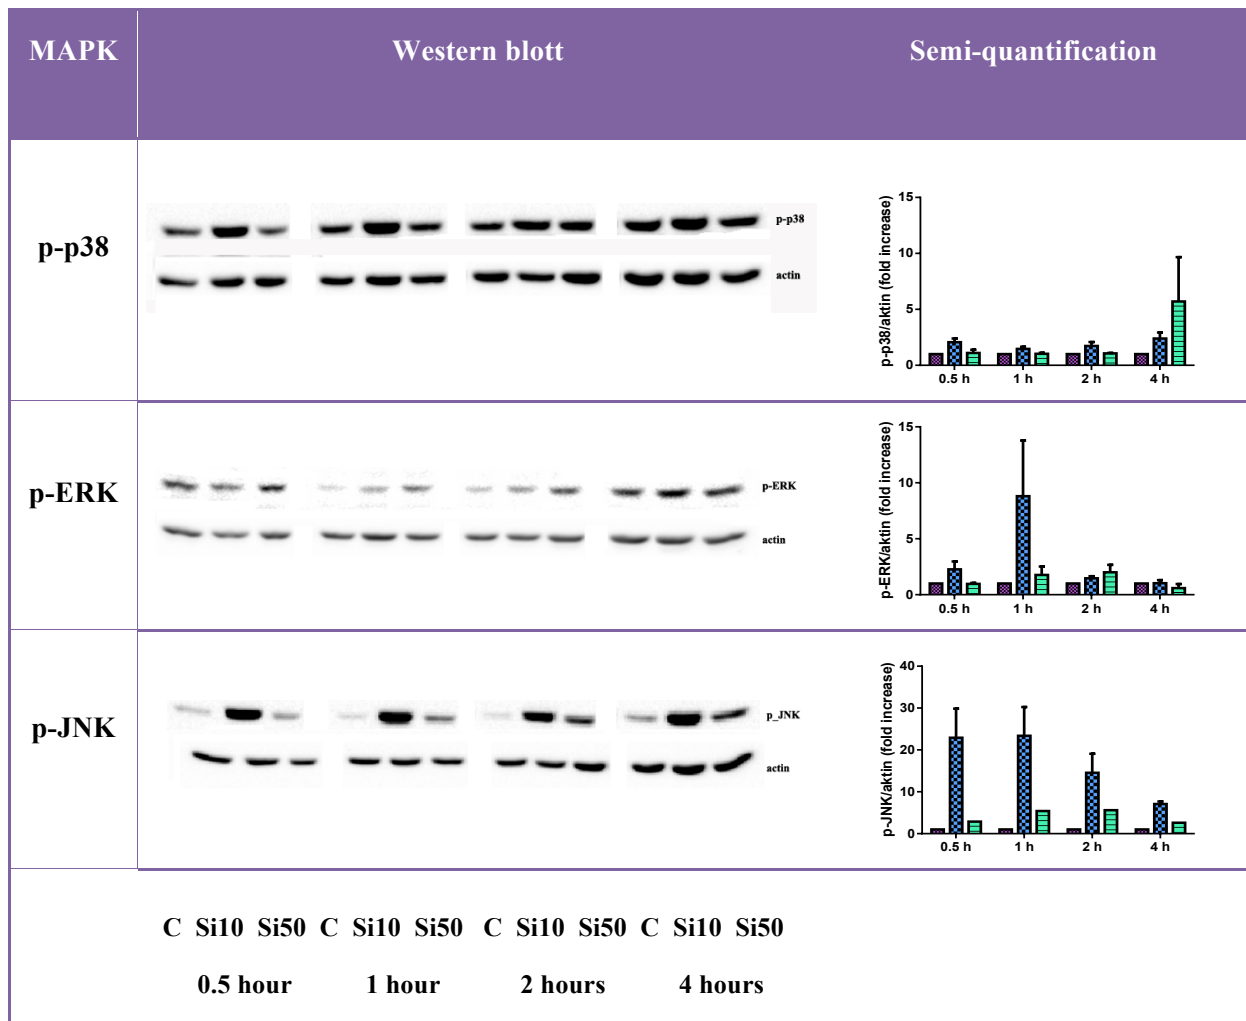 MAPK Western blott Semi-quantification
p-p38
p-p38
actin
p-p38/aktin (fold increase)
15
10
5
0
0.5 h 1 h 2 h 4 h
p-ERK
p-ERK
actin
p-ERK/aktin (fold increase)
15
10
5
0
0.5 h 1 h 2 h 4 h
p-JNK
p_JNK
actin
p-JNK/aktin (fold increase)
40
30
20
10
0
0.5 h 1 h 2 h 4 h
C Si10 Si50 C Si10 Si50 C Si10 Si50 C Si10 Si50
0.5 hour 1 hour 2 hours 4 hours